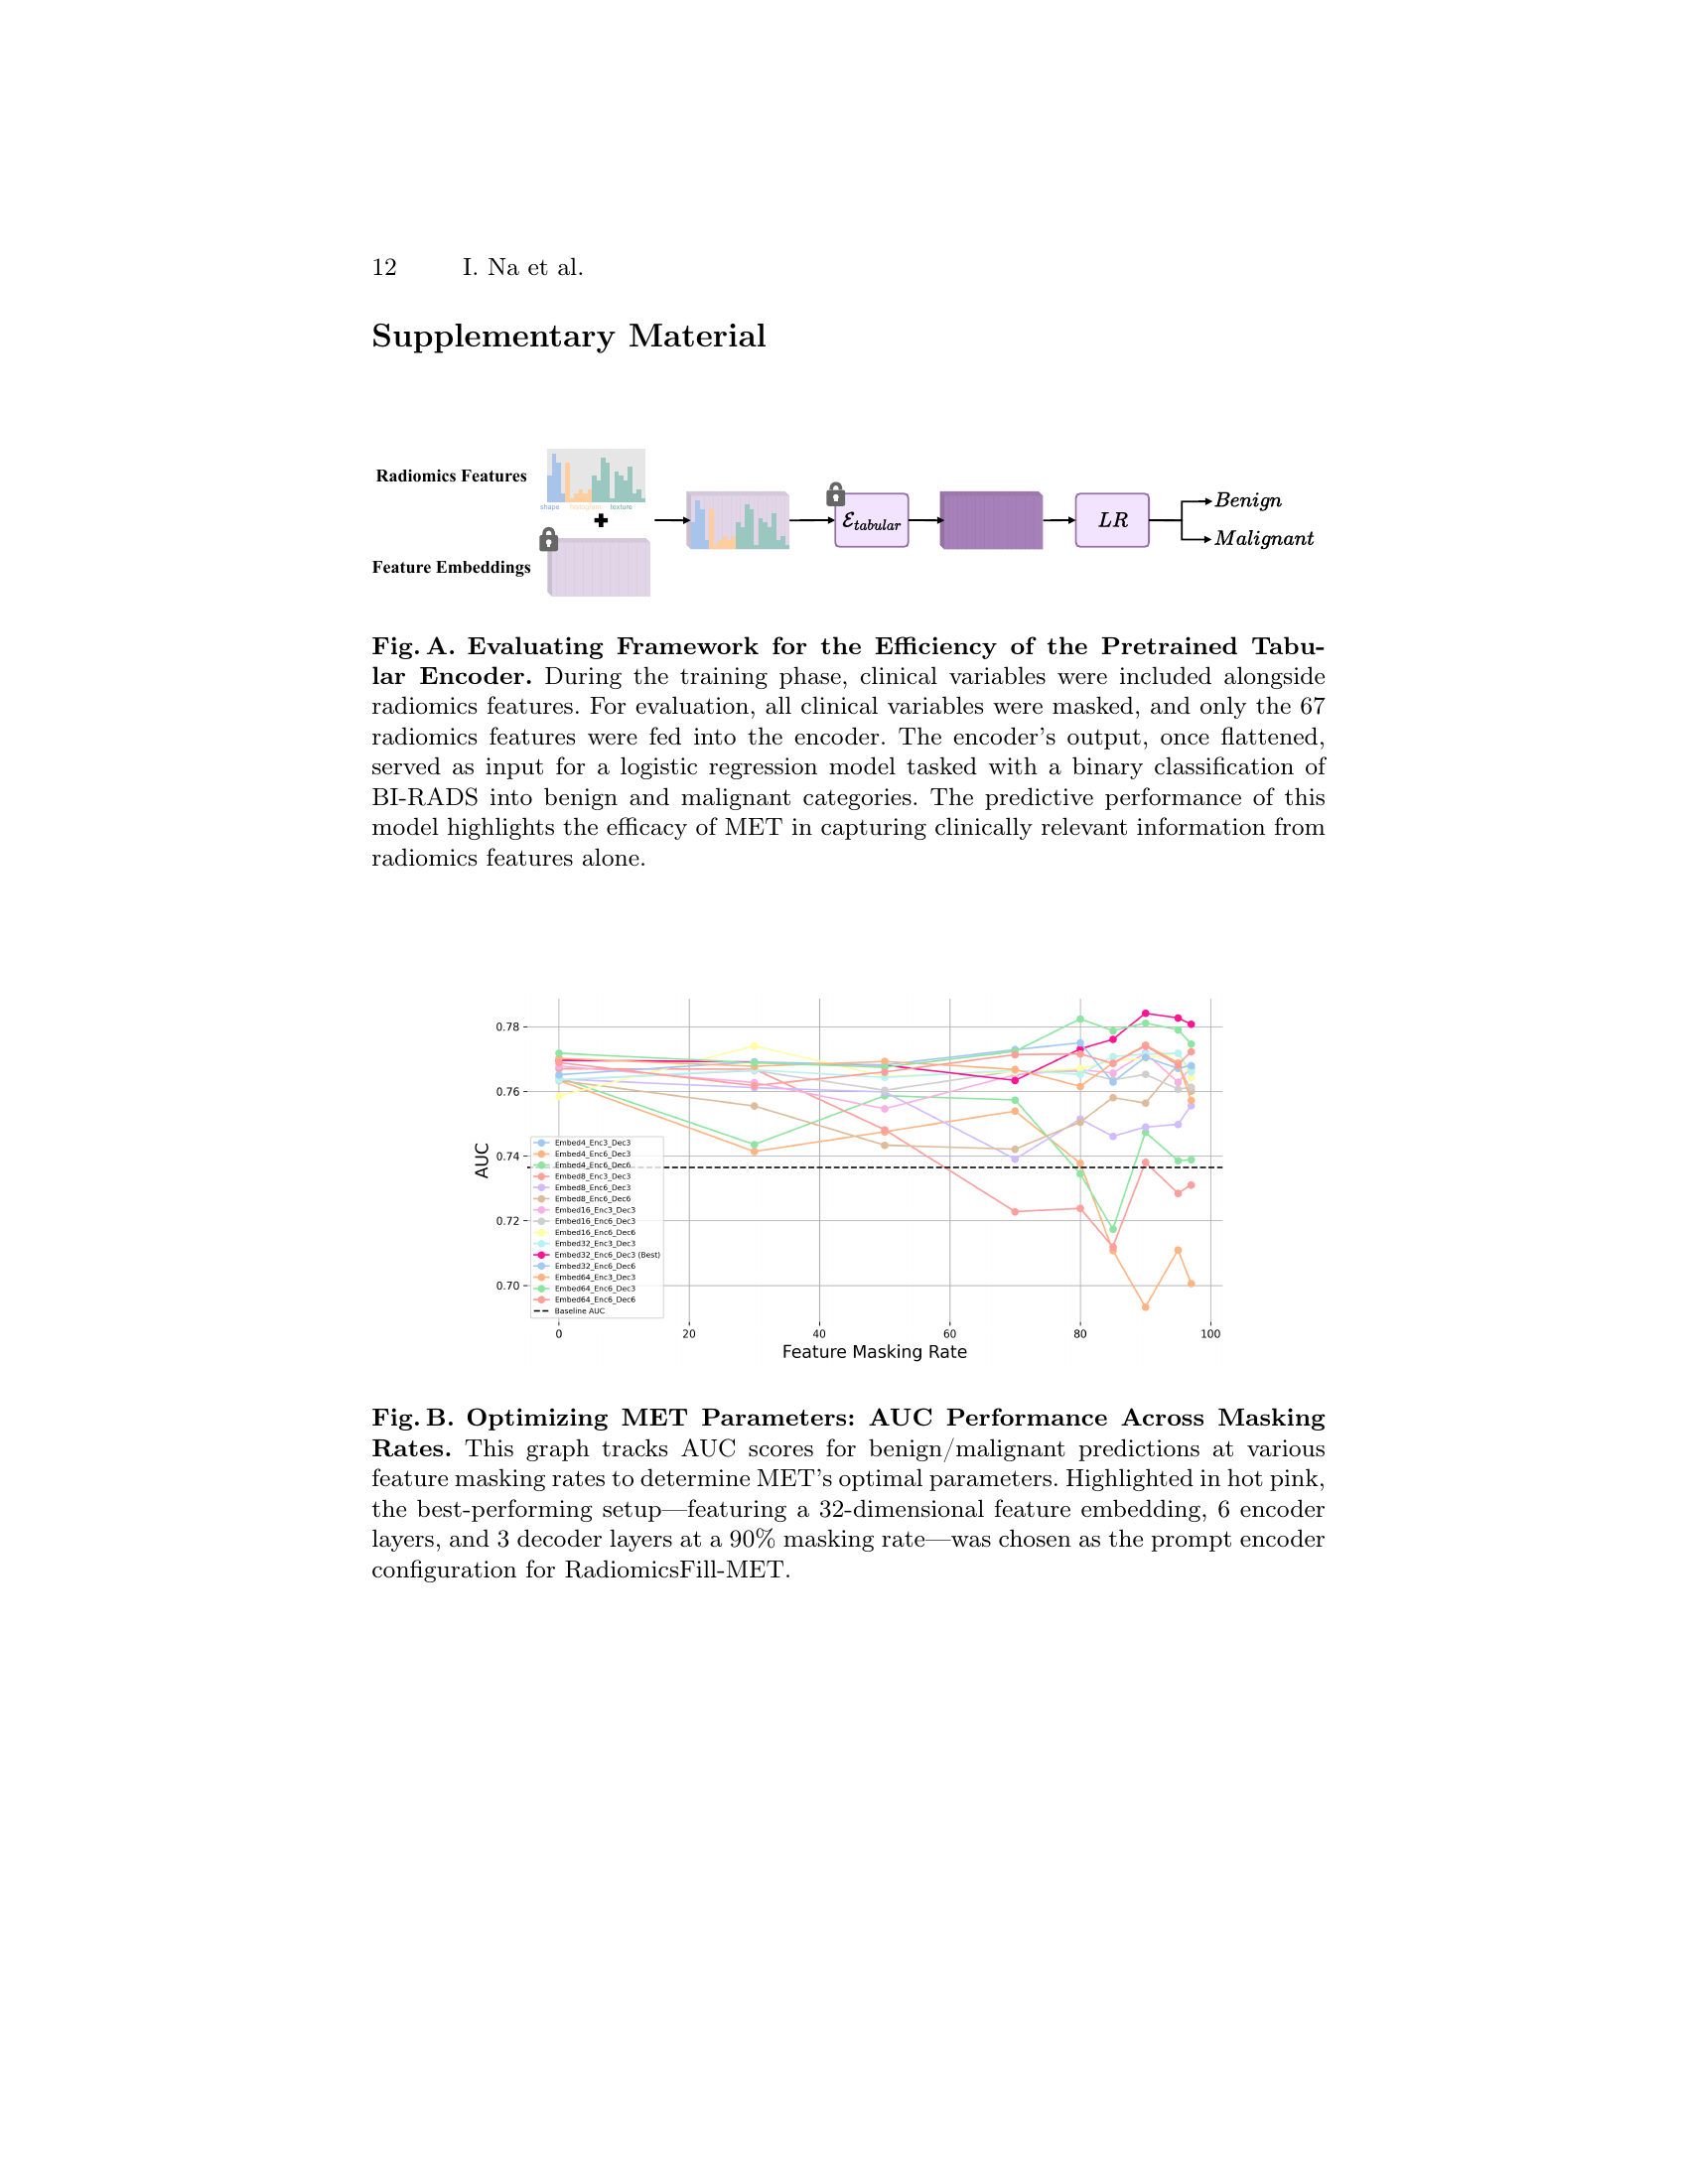 12 I. Na et al.
Supplementary Material
Radiomics Features
shape histogram texture
Feature Embeddings
ℰtabular
LR
Benign
Malignant
Fig. A. Evaluating Framework for the Efficiency of the Pretrained Tabu-
lar Encoder. During the training phase, clinical variables were included alongside
radiomics features. For evaluation, all clinical variables were masked, and only the 67
radiomics features were fed into the encoder. The encoder's output, once flattened,
served as input for a logistic regression model tasked with a binary classification of
BI-RADS into benign and malignant categories. The predictive performance of this
model highlights the efficacy of MET in capturing clinically relevant information from
radiomics features alone.
0.78
0.76
0.74
0.72
0.70
AUC
Embed4_Enc3_Dec3
Embed4_Enc6_Dec3
Embed4_Enc6_Dec6
Embed8_Enc3_Dec3
Embed8_Enc6_Dec3
Embed8_Enc6_Dec6
Embed16_Enc3_Dec3
Embed16_Enc6_Dec3
Embed16_Enc6_Dec6
Embed32_Enc3_Dec3
Embed32_Enc6_Dec3 (Best)
Embed32_Enc6_Dec6
Embed64_Enc3_Dec3
Embed64_Enc6_Dec3
Embed64_Enc6_Dec6
Baseline AUC
0 20 40 60 80 100
Feature Masking Rate
Fig. B. Optimizing MET Parameters: AUC Performance Across Masking
Rates. This graph tracks AUC scores for benign/malignant predictions at various
feature masking rates to determine MET's optimal parameters. Highlighted in hot pink,
the best-performing setup—featuring a 32-dimensional feature embedding, 6 encoder
layers, and 3 decoder layers at a 90% masking rate—was chosen as the prompt encoder
configuration for RadiomicsFill-MET.